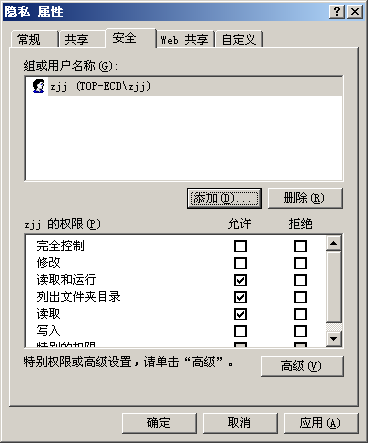 隐私 属性
常规 共享 安全 Web 共享 自定义
组或用户名称(G):
zjj (TOP-ECD\zjj)
添加(D)... 删除(R)
zjj 的权限(P) 允许 拒绝
完全控制
修改
读取和运行
列出文件夹目录
读取
写入
特别的权限
特别权限或高级设置，请单击“高级”。 高级(V)
确定 取消 应用(A)